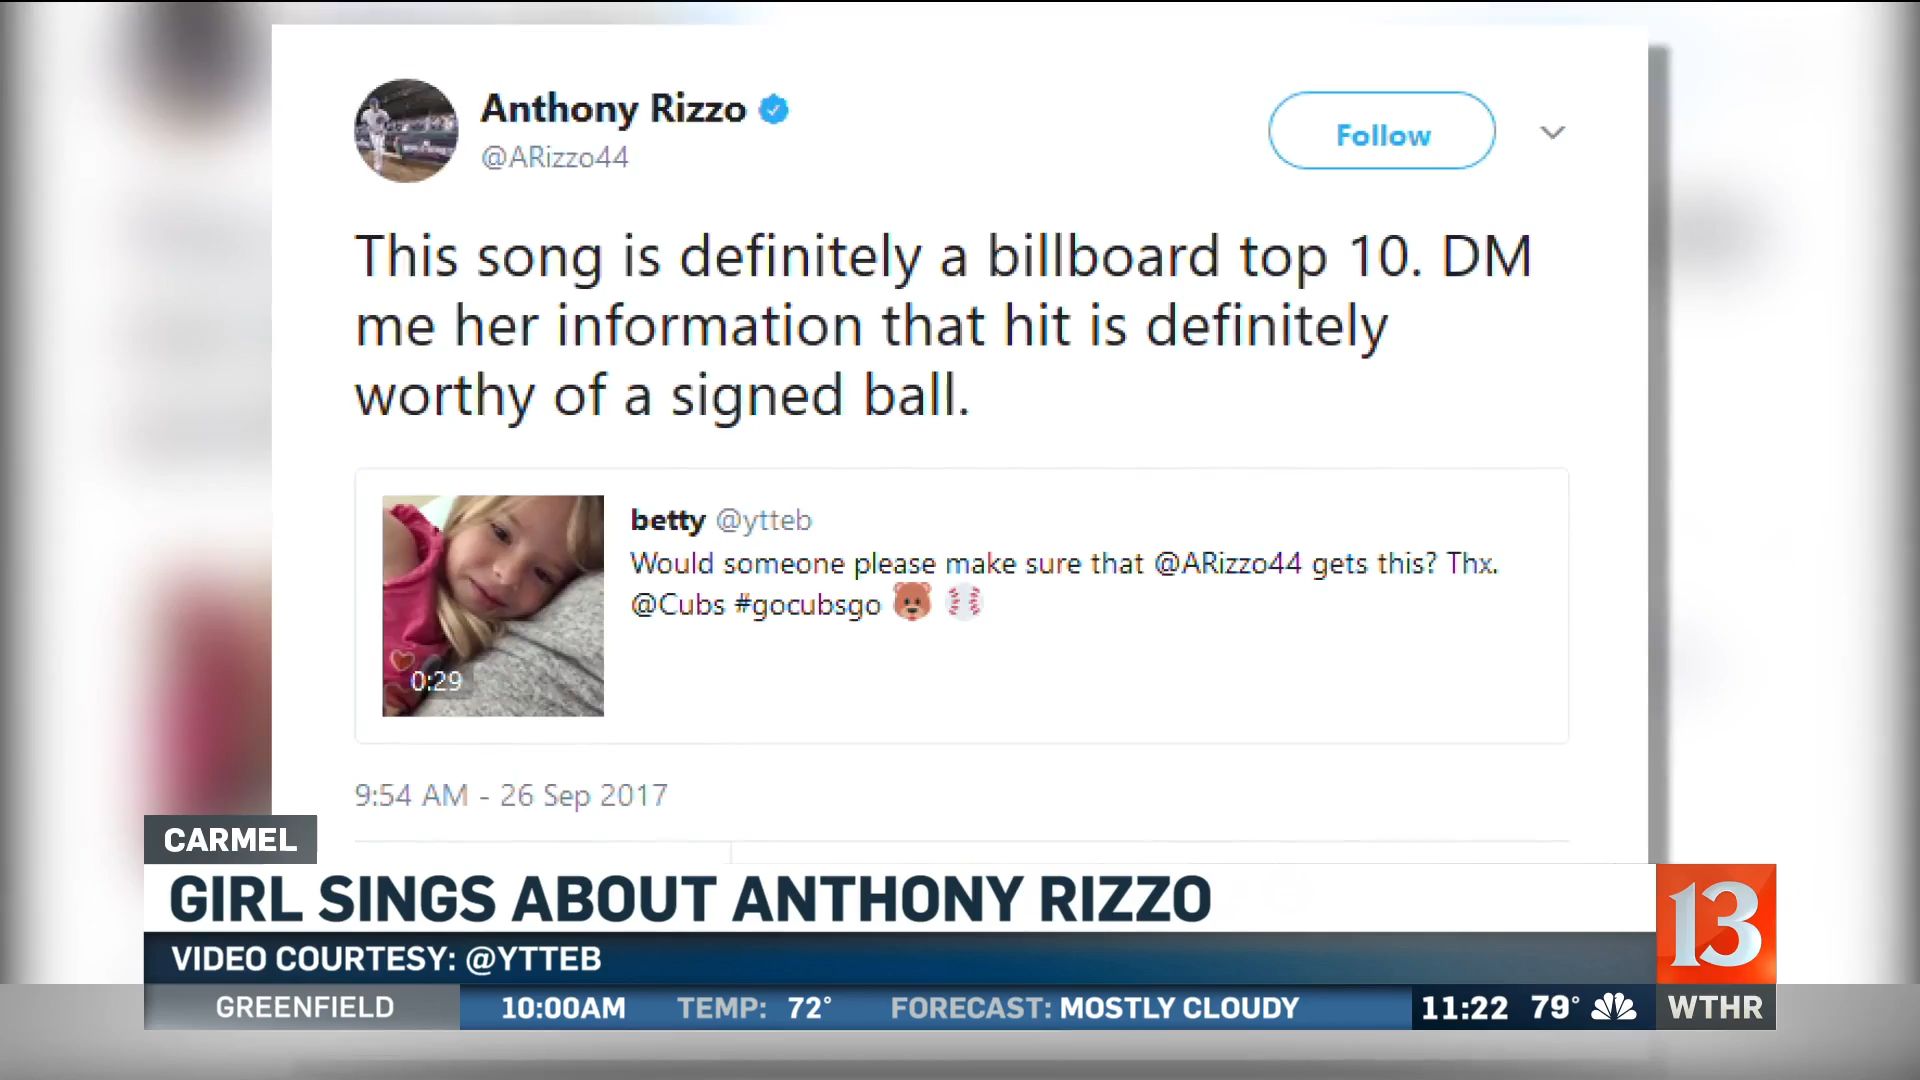 Anthony Rizzo
@ARizzo44
Follow
This song is definitely a billboard top 10. DM
me her information that hit is definitely
worthy of a signed ball.
betty @ytteb
Would someone please make sure that @ARizzo44 gets this? Thx.
@Cubs #gocubsgo 🐻 ⚾
0:29
9:54 AM - 26 Sep 2017
CARMEL
GIRL SINGS ABOUT ANTHONY RIZZO
VIDEO COURTESY: @YTTEB
13
GREENFIELD 10:00AM TEMP: 72° FORECAST: MOSTLY CLOUDY 11:22 79° WTHR